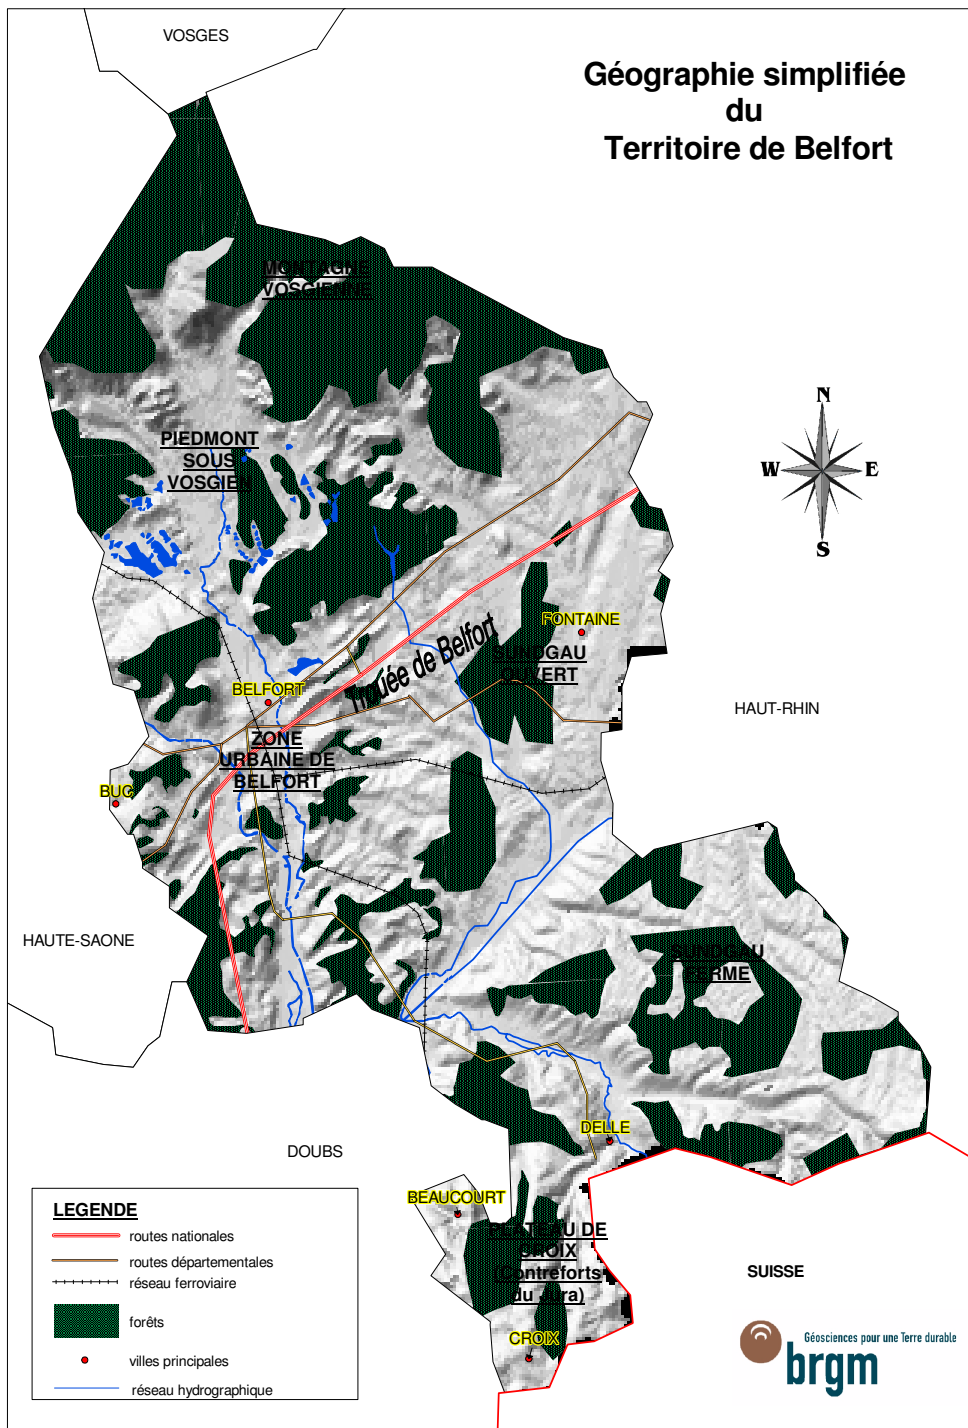 VOSGES
Géographie simplifiée
du
Territoire de Belfort
MONTAGNE
VOSGIENNE
N
W
E
S
PIEDMONT
SOUS
VOSGIEN
FONTAINE
Trouée de Belfort
SUNDGAU
OUVERT
BELFORT
HAUT-RHIN
ZONE
URBAINE DE
BELFORT
BUC
HAUTE-SAONE
SUNDGAU
FERME
DELLE
DOUBS
BEAUCOURT
PLATEAU DE
CROIX
(Contreforts
du Jura)
SUISSE
CROIX
LEGENDE
routes nationales
routes départementales
réseau ferroviaire
forêts
villes principales
réseau hydrographique
Géosciences pour une Terre durable
brgm